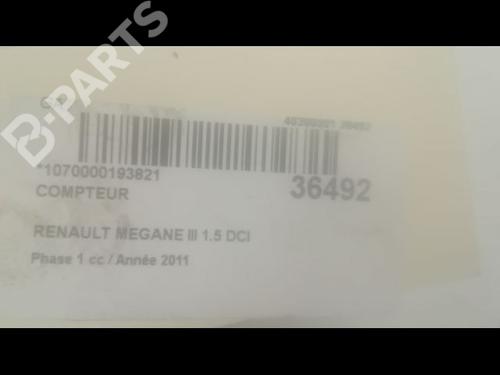 B-PARTS
*1070000193821
36492
COMPTEUR
RENAULT MEGANE III 1.5 DCI
Phase 1 cc / Année 2011